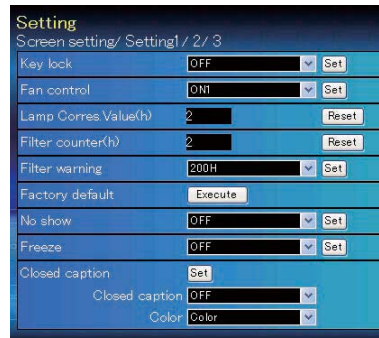 Setting
Screen setting/ Setting1/ 2/ 3
Key lock OFF Set
Fan control ON1 Set
Lamp Corres.Value(h) 2 Reset
Filter counter(h) 2 Reset
Filter warning 200H Set
Factory default Execute
No show OFF Set
Freeze OFF Set
Closed caption Set
Closed caption OFF
Color Color